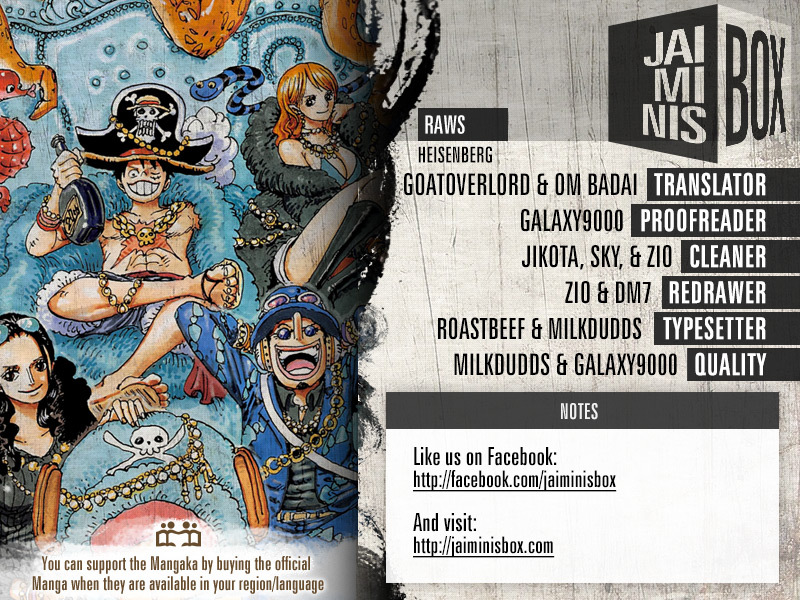 JAI
MI
NIS
BOX
RAWS
HEISENBERG
GOATOVERLORD & OM BADAI TRANSLATOR
GALAXY9000 PROOFREADER
JIKOTA, SKY, & ZIO CLEANER
ZIO & DM7 REDRAWER
ROASTBEEF & MILKDUDDS TYPESETTER
MILKDUDDS & GALAXY9000 QUALITY
NOTES
Like us on Facebook:
http://facebook.com/jaiminisbox
And visit:
http://jaiminisbox.com
You can support the Mangaka by buying the official
Manga when they are available in your region/language